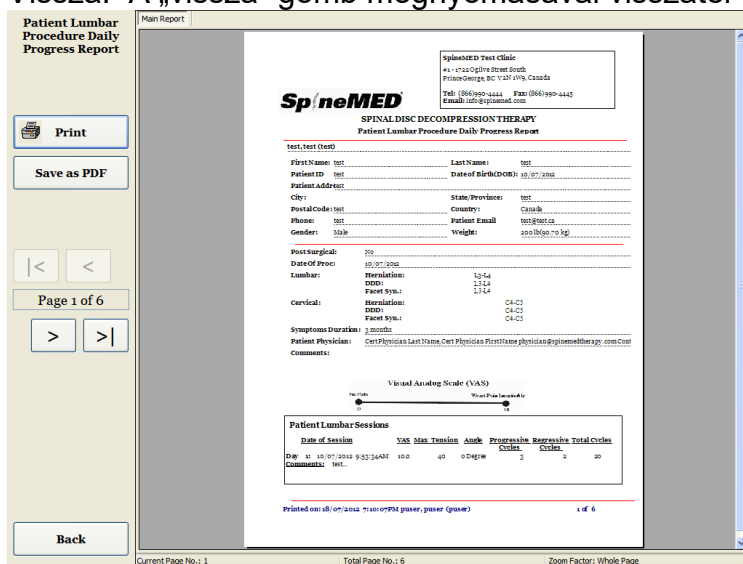 Vissza: A „vissza” gomb megnyomásával visszatér
Patient Lumbar
Procedure Daily
Progress Report
Print
Save as PDF
|< <
Page 1 of 6
> >|
Back
Main Report
SpineMED Test Clinic
#1 - 1722 Ogilve Street South
Prince George, BC V2N 1W9, Canada
Tel: (866)990-4444 Fax: (866)990-4445
Email: info@spinemed.com
SpineMED
SPINAL DISC DECOMPRESSION THERAPY
Patient Lumbar Procedure Daily Progress Report
test, test (test)
First Name: test Last Name: test
Patient ID test Date of Birth(DOB): 10/07/2012
Patient Addr test
City: State/Province: test
Postal Code: test Country: Canada
Phone: test Patient Email test@test.ca
Gender: Male Weight: 200 lb(90.70 kg)
Post Surgical: No
Date Of Proc: 10/07/2012
Lumbar: Herniation: L3-L4
DDD: L3-L4
Facet Syn.: L3-L4
Cervical: Herniation: C4-C5
DDD: C4-C5
Facet Syn.: C4-C5
Symptoms Duration: 3 months
Patient Physician: Cert Physician Last Name, Cert Physician First Name physician@spinemedtherapy.com Cont
Comments:
Visual Analog Scale (VAS)
No Pain Worst Pain Imaginable
0 10
Patient Lumbar Sessions
Date of Session VAS Max Tension Angle Progressive Cycles Regressive Cycles Total Cycles
Day 1: 10/07/2012 9:53:34AM 10.0 40 0 Degree 3 2 20
Comments: test...
Printed on: 18/07/2012 7:10:07PM puser, puser (puser) 1 of 6
Current Page No.: 1 Total Page No.: 6 Zoom Factor: Whole Page